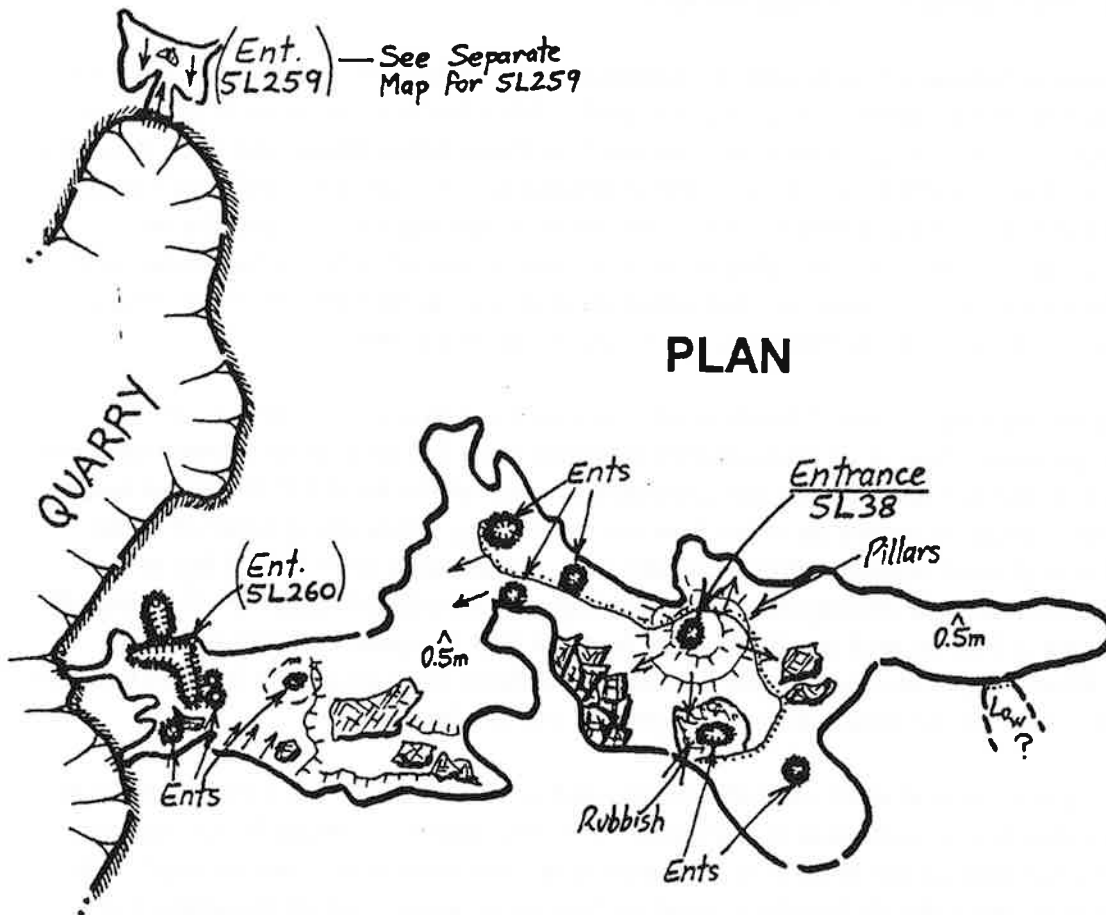 (Ent. 5L259) — See Separate
Map for 5L259
PLAN
QUARRY
Ents
Entrance
5L38
Pillars
(Ent. 5L260)
0.5m
0.5m
Low
?
Ents
Rubbish
Ents